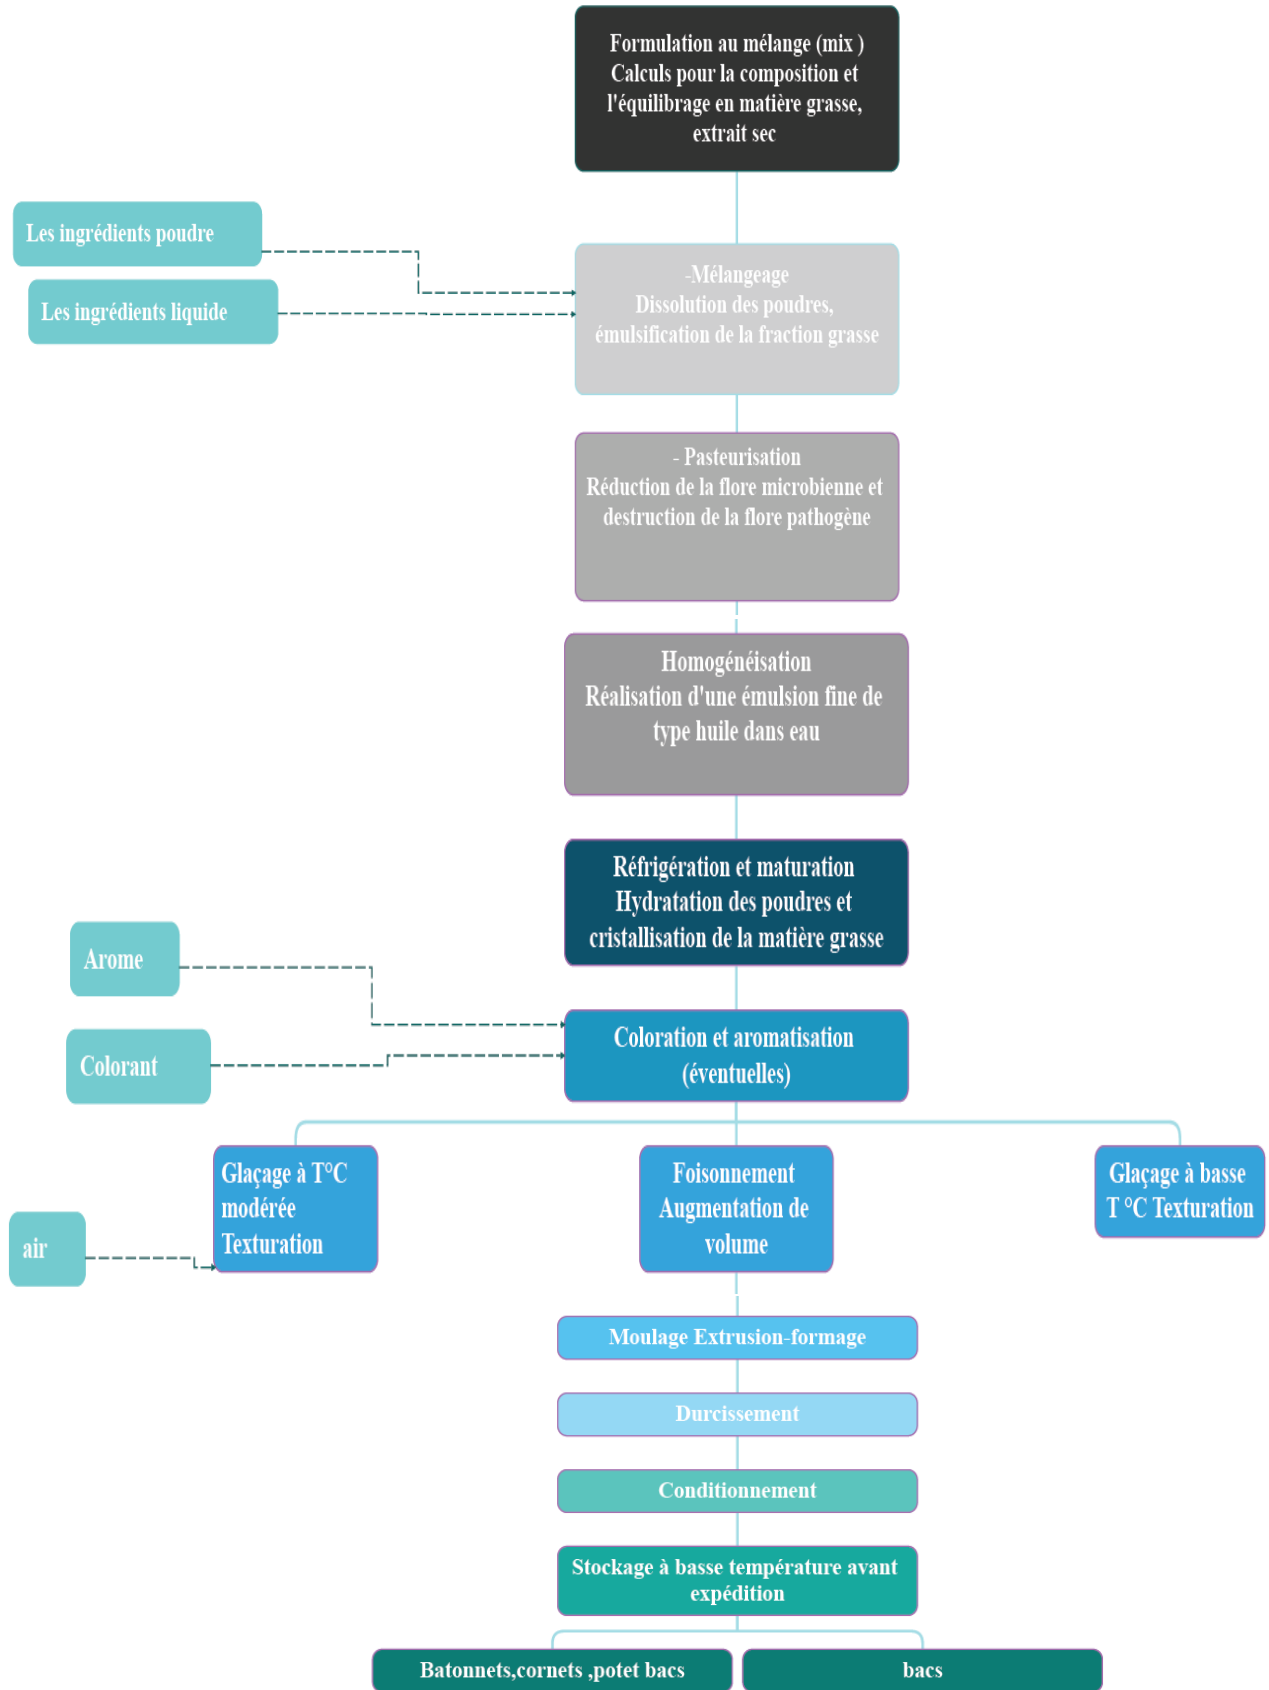 Formulation au mélange (mix )
Calculs pour la composition et
l'équilibrage en matière grasse,
extrait sec
Les ingrédients poudre
Les ingrédients liquide
-Mélangeage
Dissolution des poudres,
émulsification de la fraction grasse
- Pasteurisation
Réduction de la flore microbienne et
destruction de la flore pathogène
Homogénéisation
Réalisation d'une émulsion fine de
type huile dans eau
Réfrigération et maturation
Hydratation des poudres et
cristallisation de la matière grasse
Arome
Colorant
Coloration et aromatisation
(éventuelles)
Glaçage à T°C
modérée
Texturation
air
Foisonnement
Augmentation de
volume
Glaçage à basse
T °C Texturation
Moulage Extrusion-formage
Durcissement
Conditionnement
Stockage à basse température avant
expédition
Batonnets,cornets ,potet bacs
bacs